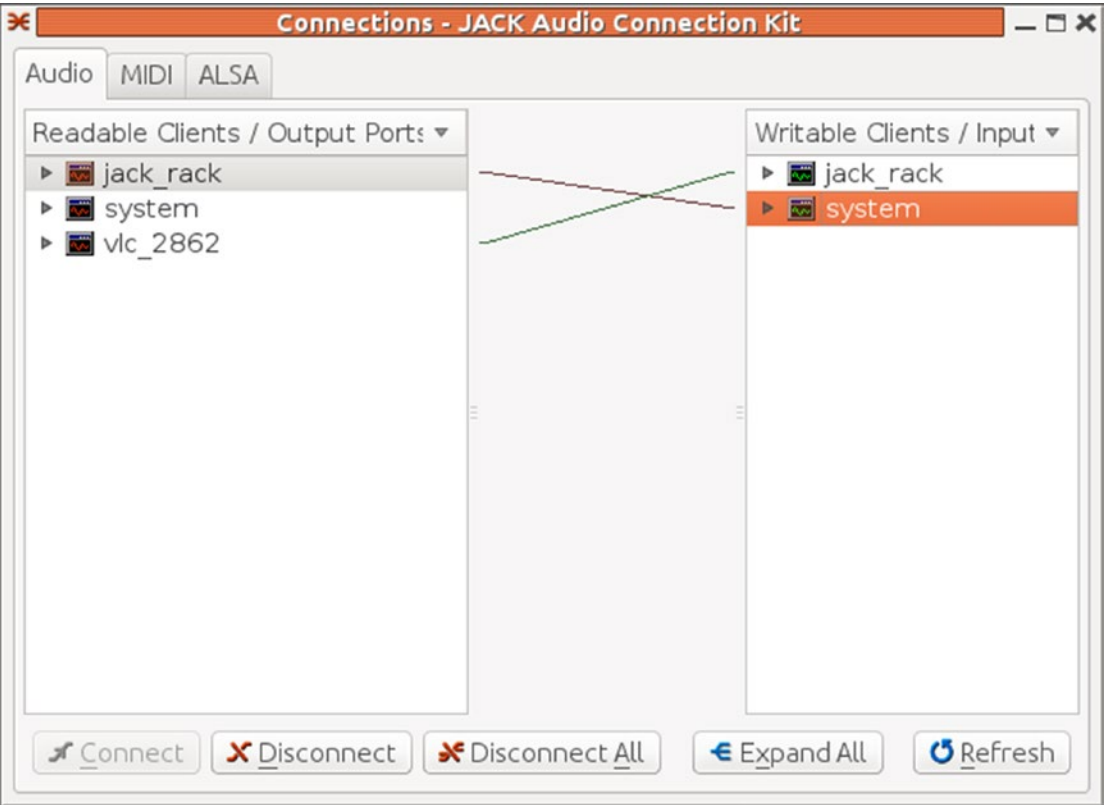 Connections - JACK Audio Connection Kit
Audio MIDI ALSA
Readable Clients / Output Ports
jack_rack
system
vlc_2862
Writable Clients / Input
jack_rack
system
Connect Disconnect Disconnect All Expand All Refresh